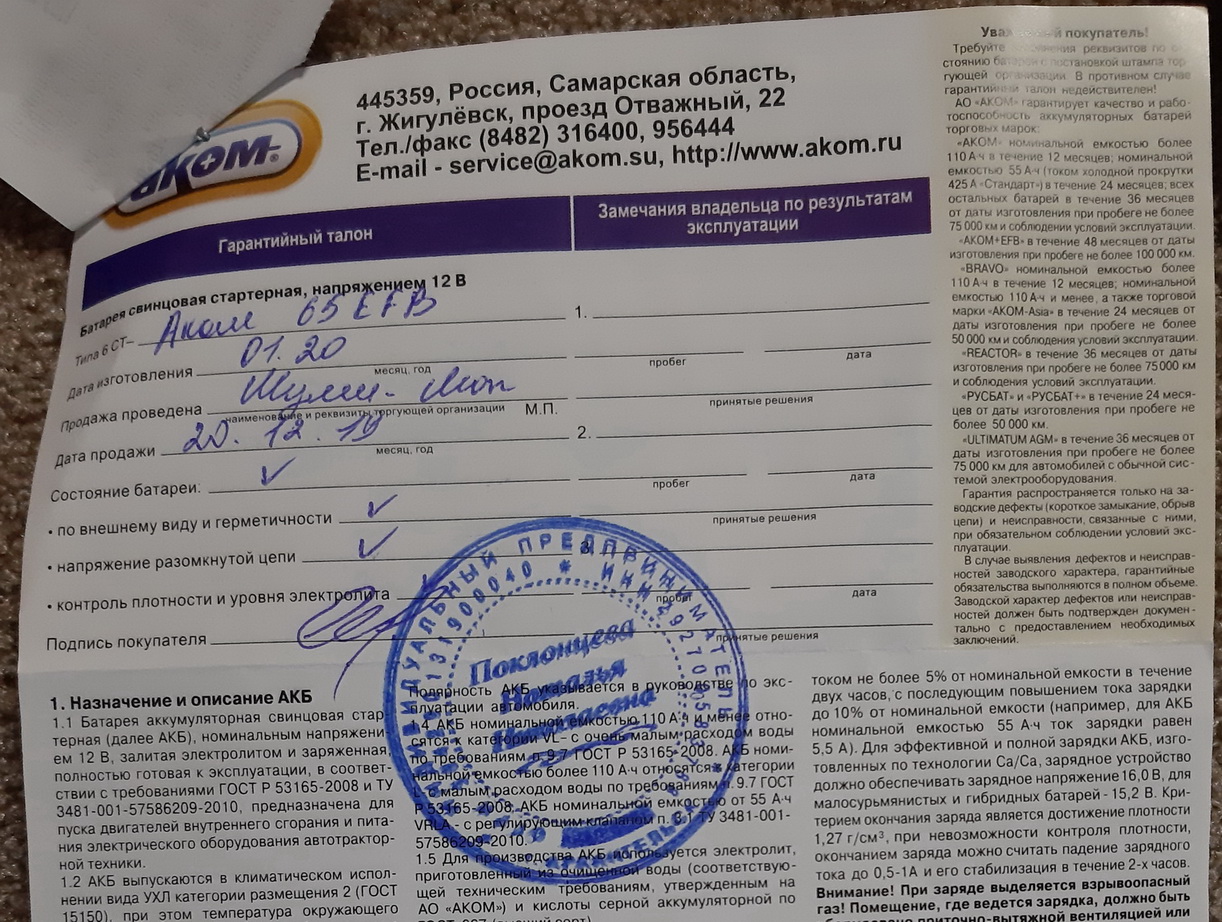 445359, Россия, Самарская область,
г. Жигулёвск, проезд Отважный, 22
Тел./факс (8482) 316400, 956444
E-mail - service@akom.su, http://www.akom.ru
аком®
Гарантийный талон
Батарея свинцовая стартерная, напряжением 12 В
Типа 6 СТ– Аком 65 EFB
Дата изготовления 01.20
месяц, год
Продажа проведена Шумми-
наименование и реквизиты торгующей организации М.П.
Дата продажи 20.12.19
месяц, год
Состояние батареи:
• по внешнему виду и герметичности
• напряжение разомкнутой цепи
• контроль плотности и уровня электролита
Подпись покупателя
Замечания владельца по результатам
эксплуатации
1.
пробег дата
принятые решения
2.
пробег дата
принятые решения
3.
пробег дата
принятые решения
покупатель!
Требуйте реквизитов по
стоянию постановкой штампа тор-
гующей организации. В противном случае
гарантийный талон недействителен!
АО «АКОМ» гарантирует качество и рабо-
тоспособность аккумуляторных батарей
торговых марок:
«АКОМ» номинальной емкостью более
110 А·ч в течение 12 месяцев; номинальной
емкостью 55 А·ч (током холодной прокрутки
425 А «Стандарт») в течение 24 месяцев; всех
остальных батарей в течение 36 месяцев
от даты изготовления при пробеге не более
75 000 км и соблюдении условий эксплуатации.
«АКОМ+EFB» в течение 48 месяцев от даты
изготовления при пробеге не более 100 000 км.
«BRAVO» номинальной емкостью более
110 А·ч в течение 12 месяцев; номинальной
емкостью 110 А·ч и менее, а также торговой
марки «АКОМ-Asia» в течение 24 месяцев от
даты изготовления при пробеге не более
50 000 км и соблюдении условий эксплуатации.
«REACTOR» в течение 36 месяцев от даты
изготовления при пробеге не более 75 000 км
и соблюдении условий эксплуатации.
«РУСБАТ» и «РУСБАТ+» в течение 24 меся-
цев от даты изготовления при пробеге не
более 50 000 км.
«ULTIMATUM AGM» в течение 36 месяцев от
даты изготовления при пробеге не более
75 000 км для автомобилей с обычной сис-
темой электрооборудования.
Гарантия распространяется только на за-
водские дефекты (короткое замыкание, обрыв
цепи) и неисправности, связанные с ними,
при обязательном соблюдении условий экс-
плуатации.
В случае выявления дефектов и неисправ-
ностей заводского характера, гарантийные
обязательства выполняются в полном объеме.
Заводской характер дефектов или неисправ-
ностей должен быть подтвержден докумен-
тально с предоставлением необходимых
заключений.
ИНДИВИДУАЛЬНЫЙ ПРЕДПРИНИМАТЕЛЬ
Поклонцева
Наталья
1. Назначение и описание АКБ
1.1 Батарея аккумуляторная свинцовая стар-
терная (далее АКБ), номинальным напряжени-
ем 12 В, залитая электролитом и заряженная,
полностью готовая к эксплуатации, в соответ-
ствии с требованиями ГОСТ Р 53165-2008 и ТУ
3481-001-57586209-2010, предназначена для
пуска двигателей внутреннего сгорания и пита-
ния электрического оборудования автотрактор-
ной техники.
1.2 АКБ выпускаются в климатическом испол-
нении вида УХЛ категории размещения 2 (ГОСТ
15150), при этом температура окружающего
Полярность АКБ указывается в руководстве по экс-
плуатации автомобиля.
1.4 АКБ номинальной емкостью 110 А·ч и менее отно-
сятся к категории VL - с очень малым расходом воды
по требованиям п. 9.7 ГОСТ Р 53165-2008. АКБ номи-
нальной емкостью более 110 А·ч относятся к категории
L - с малым расходом воды по требованиям п. 9.7 ГОСТ
Р 53165-2008. АКБ номинальной емкостью от 55 А·ч
VRLA - с регулирующим клапаном п. 3.1 ТУ 3481-001-
57586209-2010.
1.5 Для производства АКБ используется электролит,
приготовленный из очищенной воды (соответствую-
щей техническим требованиям, утвержденным на
АО «АКОМ») и кислоты серной аккумуляторной по
током не более 5% от номинальной емкости в течение
двух часов, с последующим повышением тока зарядки
до 10% от номинальной емкости (например, для АКБ
номинальной емкостью 55 А·ч ток зарядки равен
5,5 А). Для эффективной и полной зарядки АКБ, изго-
товленных по технологии Са/Са, зарядное устройство
должно обеспечивать зарядное напряжение 16,0 В, для
малосурьмянистых и гибридных батарей - 15,2 В. Кри-
терием окончания заряда является достижение плотности
1,27 г/см³, при невозможности контроля плотности,
окончанием заряда можно считать падение зарядного
тока до 0,5-1А и его стабилизация в течение 2-х часов.
Внимание! При заряде выделяется взрывоопасный
газ! Помещение, где ведется зарядка, должно быть
оборудовано приточно-вытяжной вентиляцией или